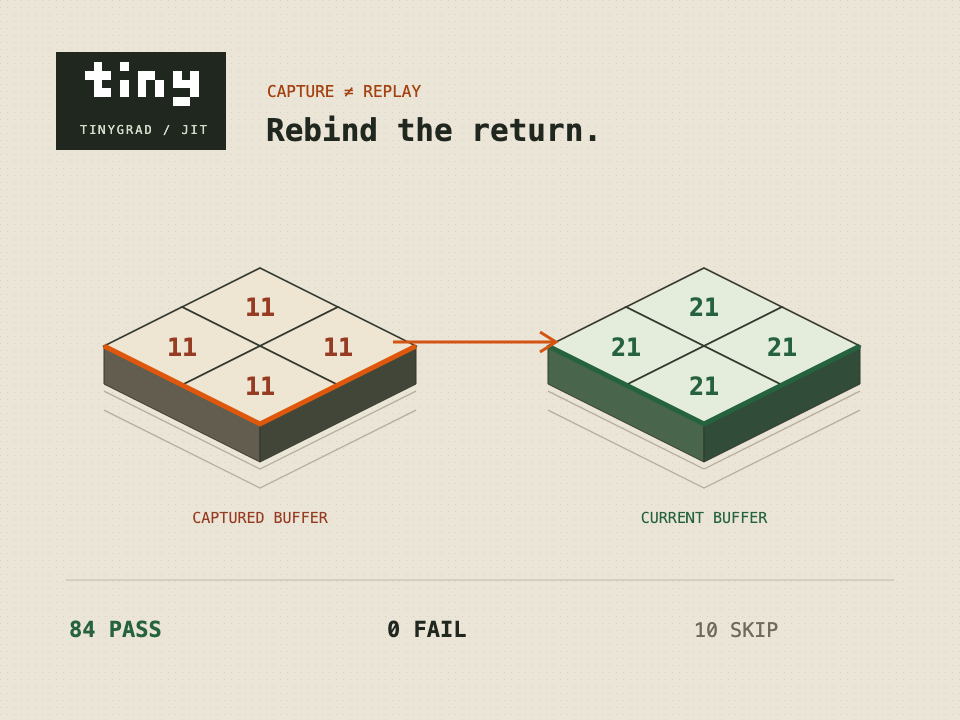 tiny
TINYGRAD / JIT
CAPTURE ≠ REPLAY
Rebind the return.
11
11 11
11
21
21 21
21
CAPTURED BUFFER
CURRENT BUFFER
84 PASS
0 FAIL
10 SKIP